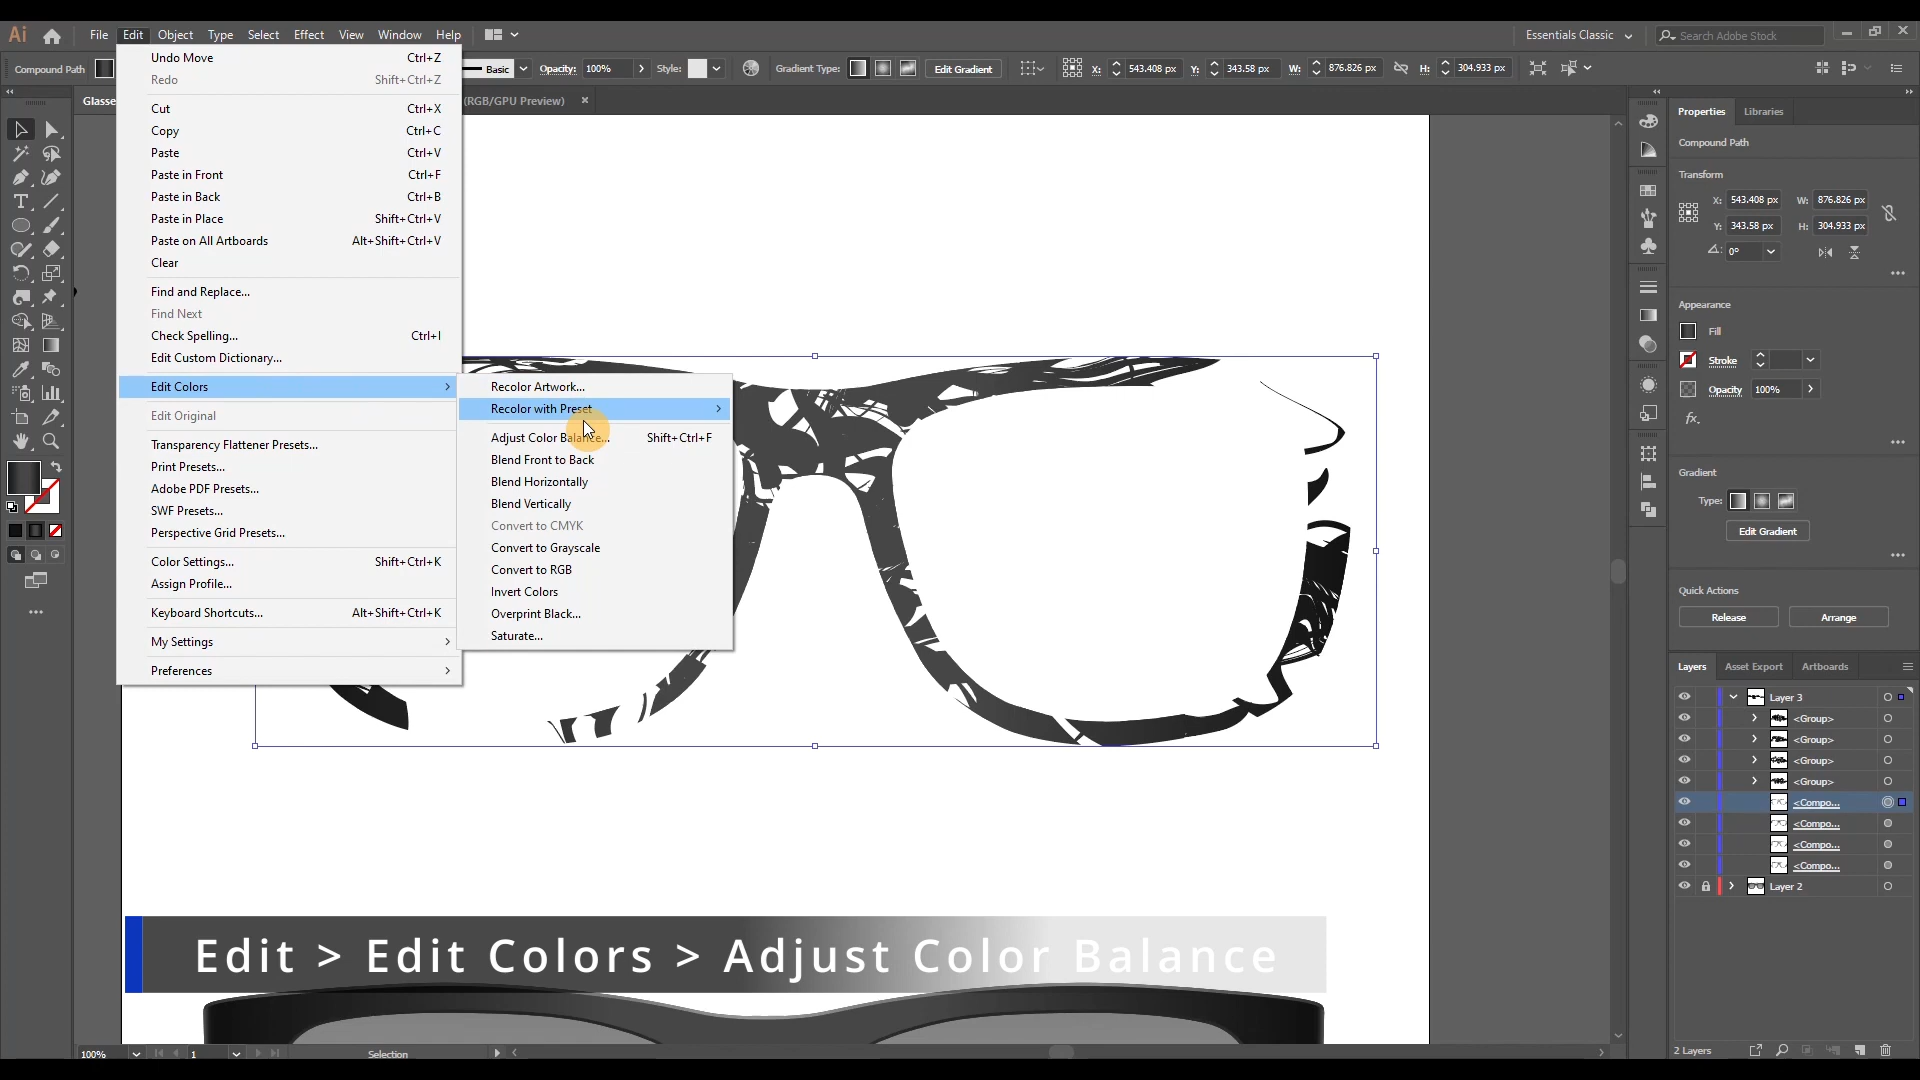 Ai File Edit Object Type Select Effect View Window Help Essentials Classic Search Adobe Stock
Compound Path Basic Opacity: 100% Style: Gradient Type: Edit Gradient X: 543.408 px Y: 343.58 px W: 876.826 px H: 304.933 px
Glasse (RGB/GPU Preview) ×
Undo Move Ctrl+Z
Redo Shift+Ctrl+Z
Cut Ctrl+X
Copy Ctrl+C
Paste Ctrl+V
Paste in Front Ctrl+F
Paste in Back Ctrl+B
Paste in Place Shift+Ctrl+V
Paste on All Artboards Alt+Shift+Ctrl+V
Clear
Find and Replace...
Find Next
Check Spelling... Ctrl+I
Edit Custom Dictionary...
Edit Colors
Edit Original
Transparency Flattener Presets...
Print Presets...
Adobe PDF Presets...
SWF Presets...
Perspective Grid Presets...
Color Settings... Shift+Ctrl+K
Assign Profile...
Keyboard Shortcuts... Alt+Shift+Ctrl+K
My Settings
Preferences
Recolor Artwork...
Recolor with Preset
Adjust Color Balance... Shift+Ctrl+F
Blend Front to Back
Blend Horizontally
Blend Vertically
Convert to CMYK
Convert to Grayscale
Convert to RGB
Invert Colors
Overprint Black...
Saturate...
Properties Libraries
Compound Path
Transform
X: 543.408 px W: 876.826 px
Y: 343.58 px H: 304.933 px
0°
Appearance
Fill
Stroke
Opacity 100%
fx.
Gradient
Type:
Edit Gradient
Quick Actions
Release Arrange
Layers Asset Export Artboards
Layer 3
<Group>
<Group>
<Group>
<Group>
<Compo...
<Compo...
<Compo...
<Compo...
Layer 2
2 Layers
Edit > Edit Colors > Adjust Color Balance
100% 1 Selection